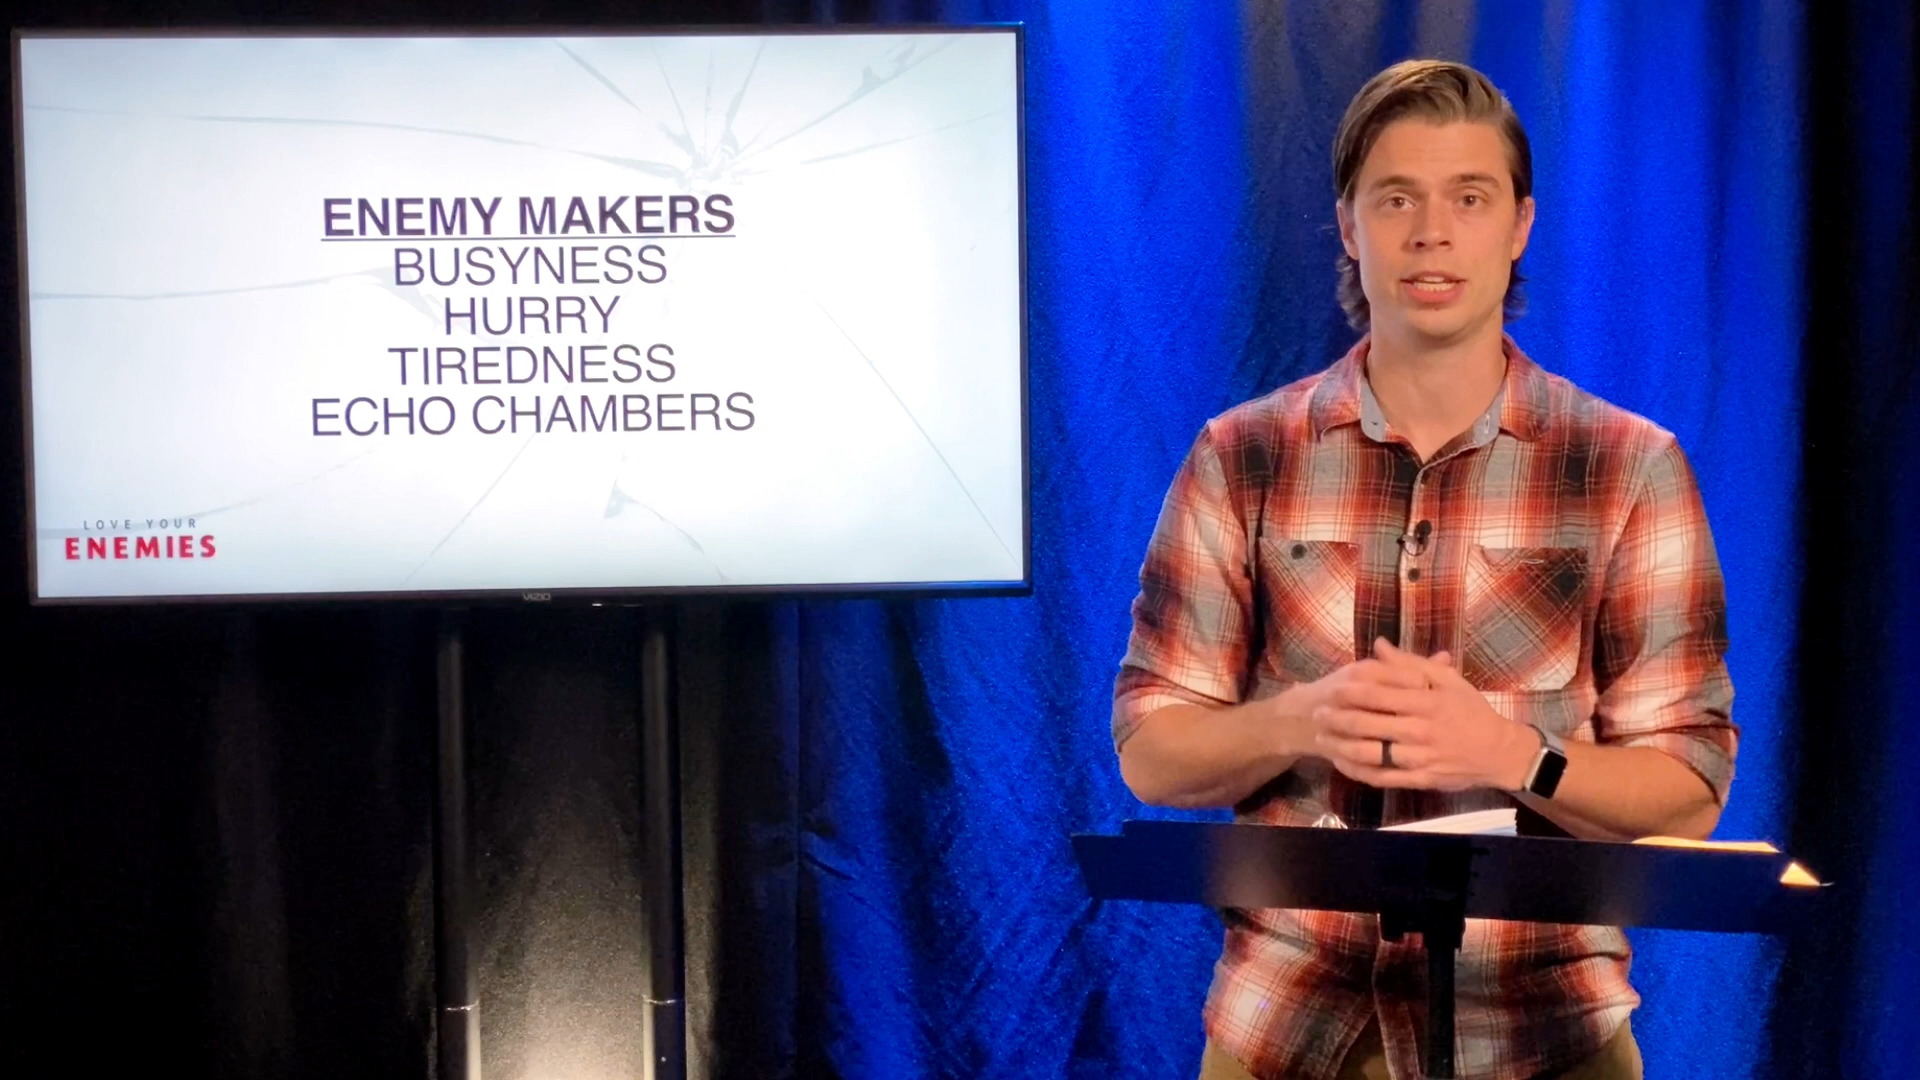 ENEMY MAKERS
BUSYNESS
HURRY
TIREDNESS
ECHO CHAMBERS
LOVE YOUR
ENEMIES
VIZIO